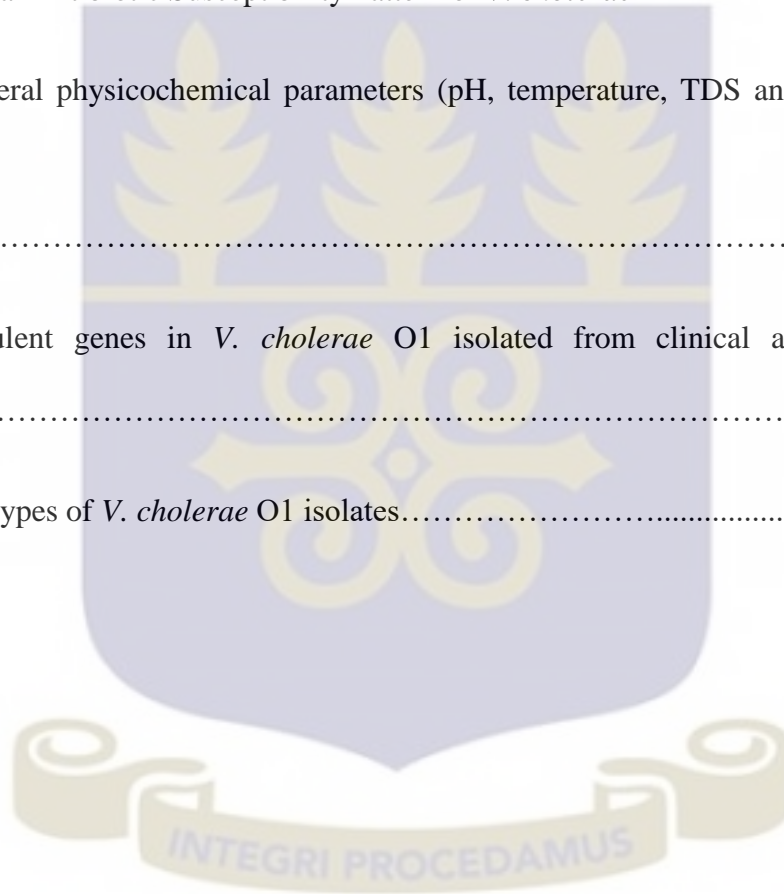 eral physicochemical parameters (pH, temperature, TDS an
………………………………………………………………………
ulent genes in V. cholerae O1 isolated from clinical a
………………………………………………………………………
ypes of V. cholerae O1 isolates……………………..................
INTEGRI PROCEDAMUS